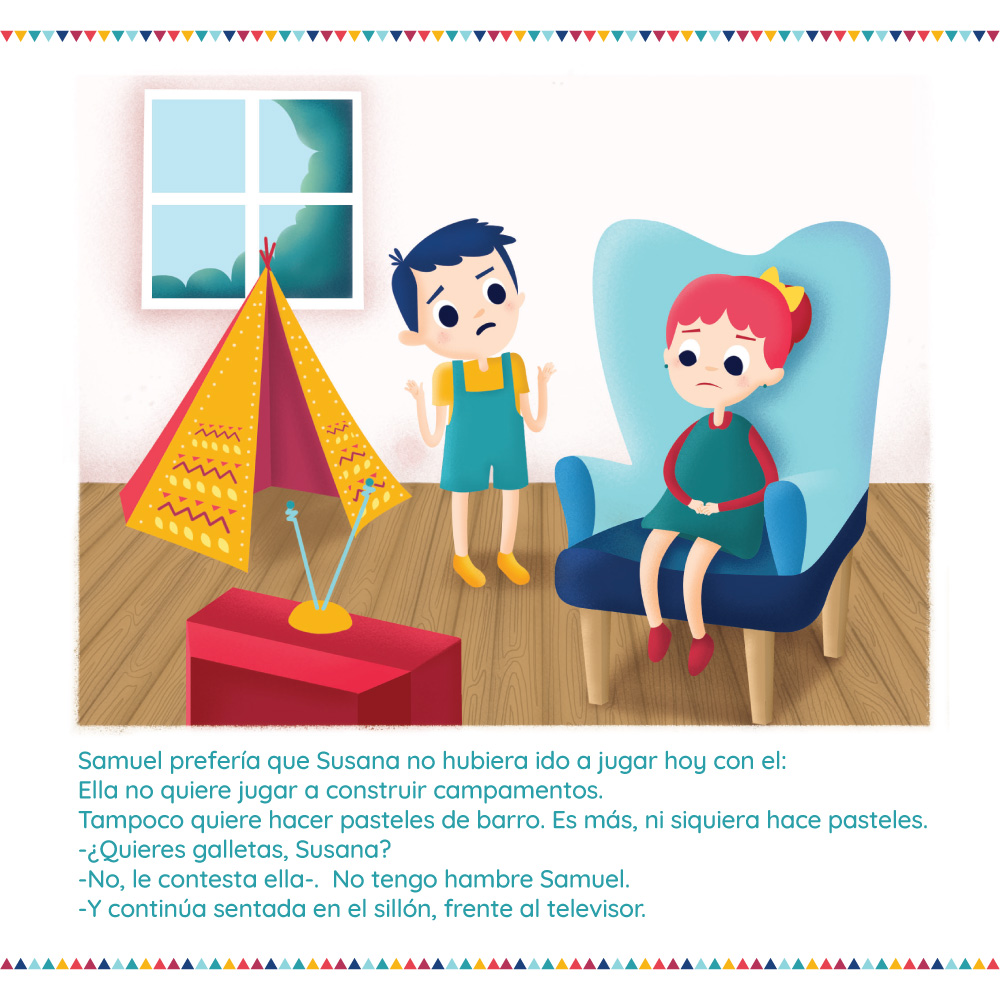 Samuel prefería que Susana no hubiera ido a jugar hoy con el:
Ella no quiere jugar a construir campamentos.
Tampoco quiere hacer pasteles de barro. Es más, ni siquiera hace pasteles.
-¿Quieres galletas, Susana?
-No, le contesta ella-.  No tengo hambre Samuel.
-Y continúa sentada en el sillón, frente al televisor.